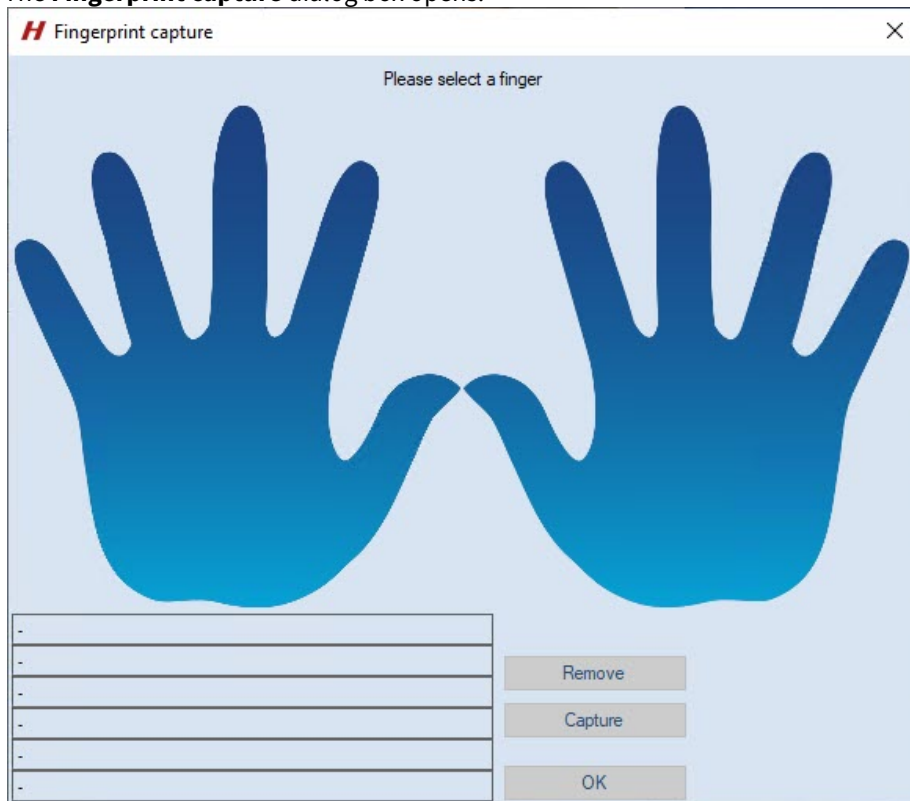 Fingerprint capture
Please select a finger
-
-
-
-
-
-
Remove
Capture
OK